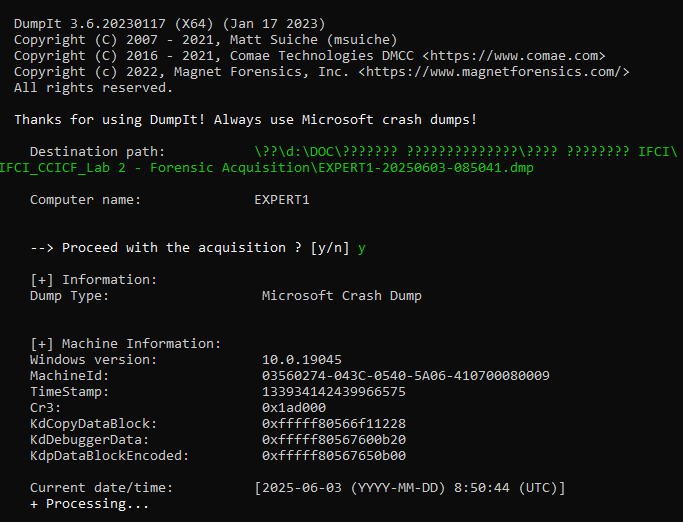 DumpIt 3.6.20230117 (X64) (Jan 17 2023)
Copyright (C) 2007 - 2021, Matt Suiche (msuiche)
Copyright (C) 2016 - 2021, Comae Technologies DMCC <https://www.comae.com>
Copyright (c) 2022, Magnet Forensics, Inc. <https://www.magnetforensics.com/>
All rights reserved.
Thanks for using DumpIt! Always use Microsoft crash dumps!
Destination path: \??\d:\DOC\??????? ??????????????\???? ???????? IFCI\
IFCI_CCICF_Lab 2 - Forensic Acquisition\EXPERT1-20250603-085041.dmp
Computer name: EXPERT1
--> Proceed with the acquisition ? [y/n] y
[+] Information:
Dump Type: Microsoft Crash Dump
[+] Machine Information:
Windows version: 10.0.19045
MachineId: 03560274-043C-0540-5A06-410700080009
TimeStamp: 133934142439966575
Cr3: 0x1ad000
KdCopyDataBlock: 0xfffff80566f11228
KdDebuggerData: 0xfffff80567600b20
KdpDataBlockEncoded: 0xfffff80567650b00
Current date/time: [2025-06-03 (YYYY-MM-DD) 8:50:44 (UTC)]
+ Processing...